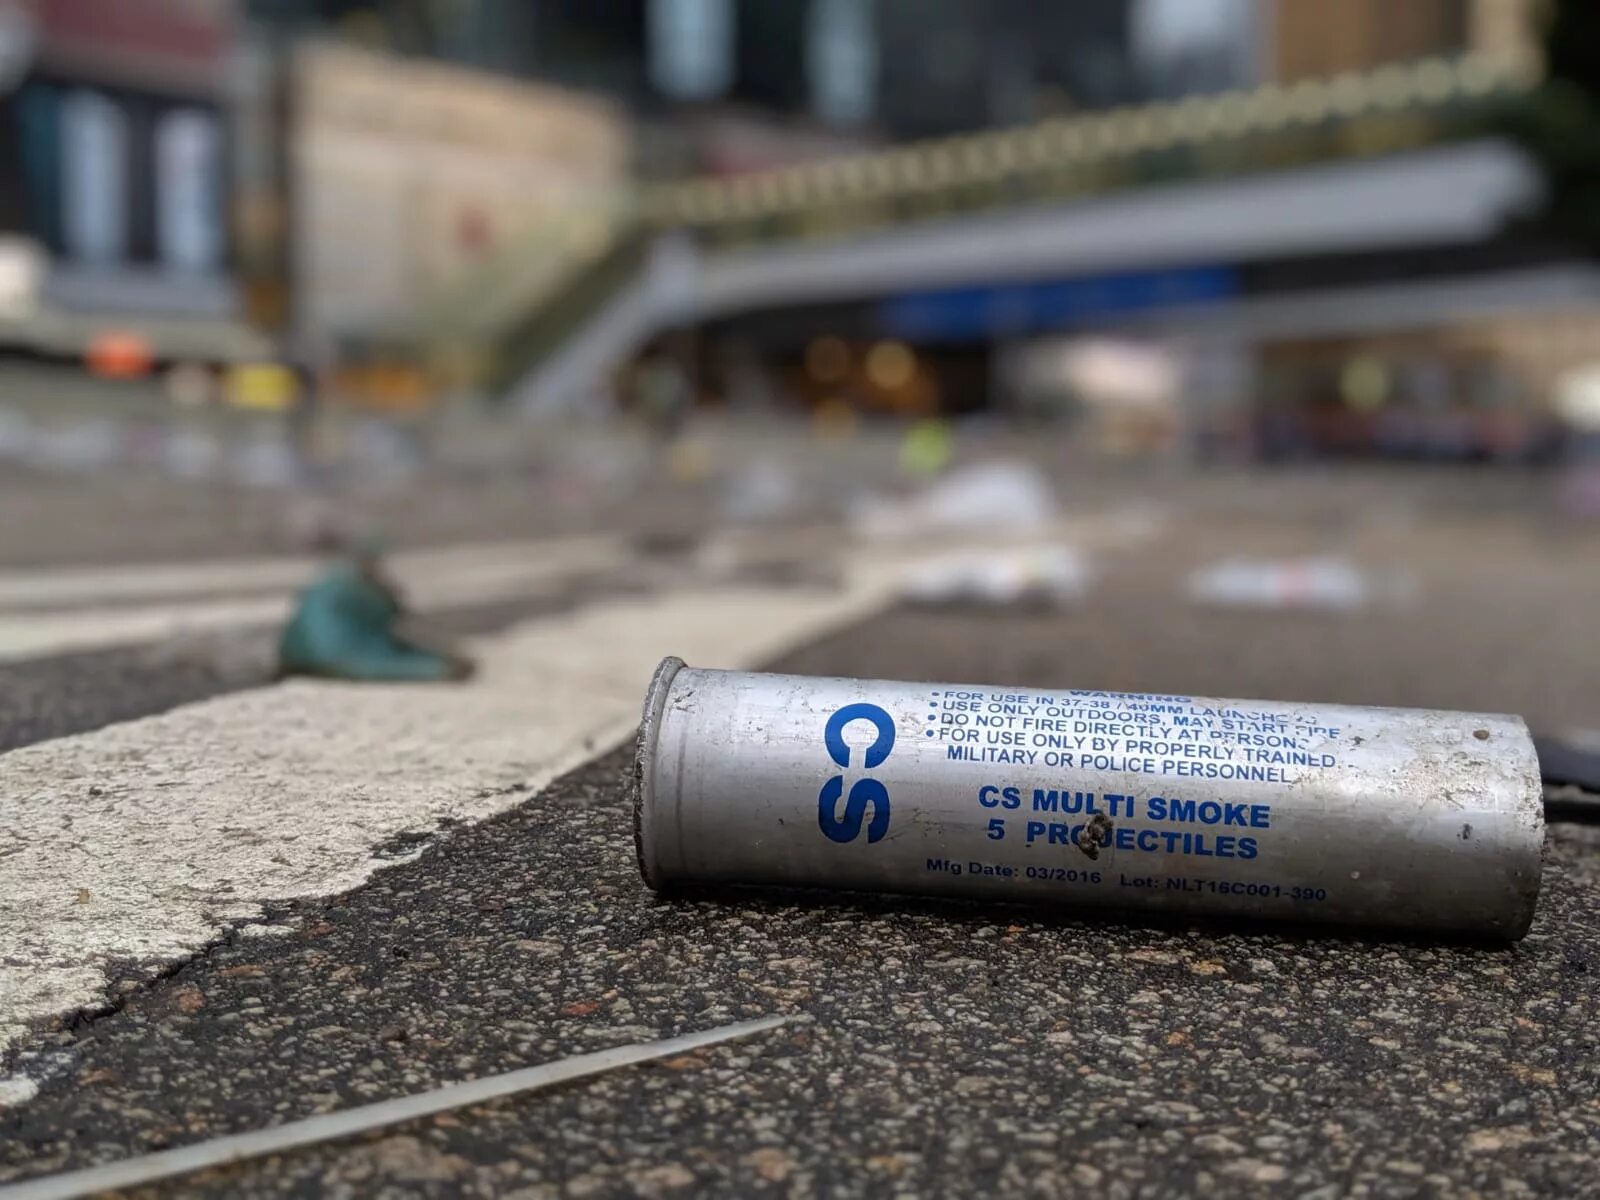 CS
WARNING
• FOR USE IN 37-38 / 40MM LAUNCHERS
• USE ONLY OUTDOORS, MAY START FIRE
• DO NOT FIRE DIRECTLY AT PERSONS
• FOR USE ONLY BY PROPERLY TRAINED
MILITARY OR POLICE PERSONNEL
CS MULTI SMOKE
5 PROJECTILES
Mfg Date: 03/2016 Lot: NLT16C001-390